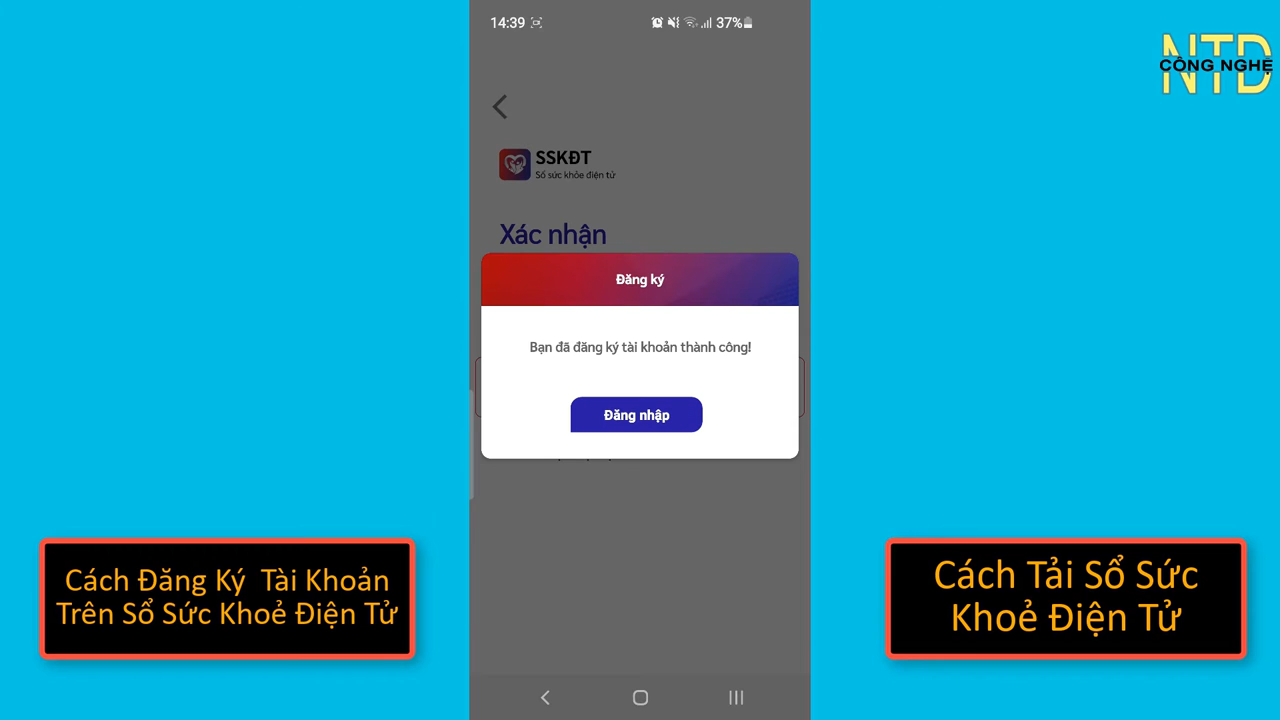 14:39
37%
NTD
CÔNG NGHỆ
SSKĐT
Sổ sức khỏe điện tử
Xác nhận
Đăng ký
Bạn đã đăng ký tài khoản thành công!
Đăng nhập
Cách Đăng Ký Tài Khoản
Trên Sổ Sức Khoẻ Điện Tử
Cách Tải Sổ Sức
Khoẻ Điện Tử